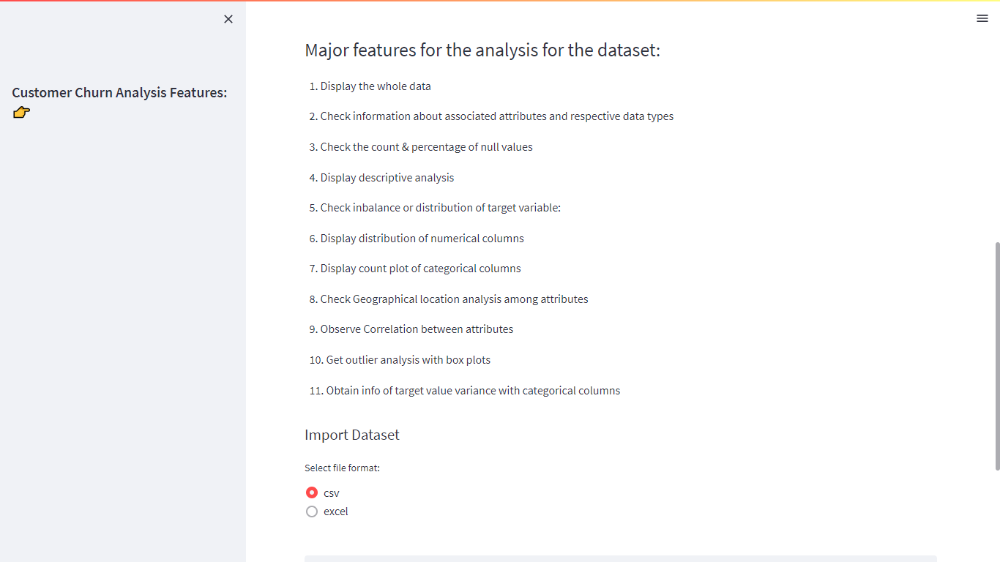 Customer Churn Analysis Features:
👉
Major features for the analysis for the dataset:
1. Display the whole data
2. Check information about associated attributes and respective data types
3. Check the count & percentage of null values
4. Display descriptive analysis
5. Check inbalance or distribution of target variable:
6. Display distribution of numerical columns
7. Display count plot of categorical columns
8. Check Geographical location analysis among attributes
9. Observe Correlation between attributes
10. Get outlier analysis with box plots
11. Obtain info of target value variance with categorical columns
Import Dataset
Select file format:
csv
excel